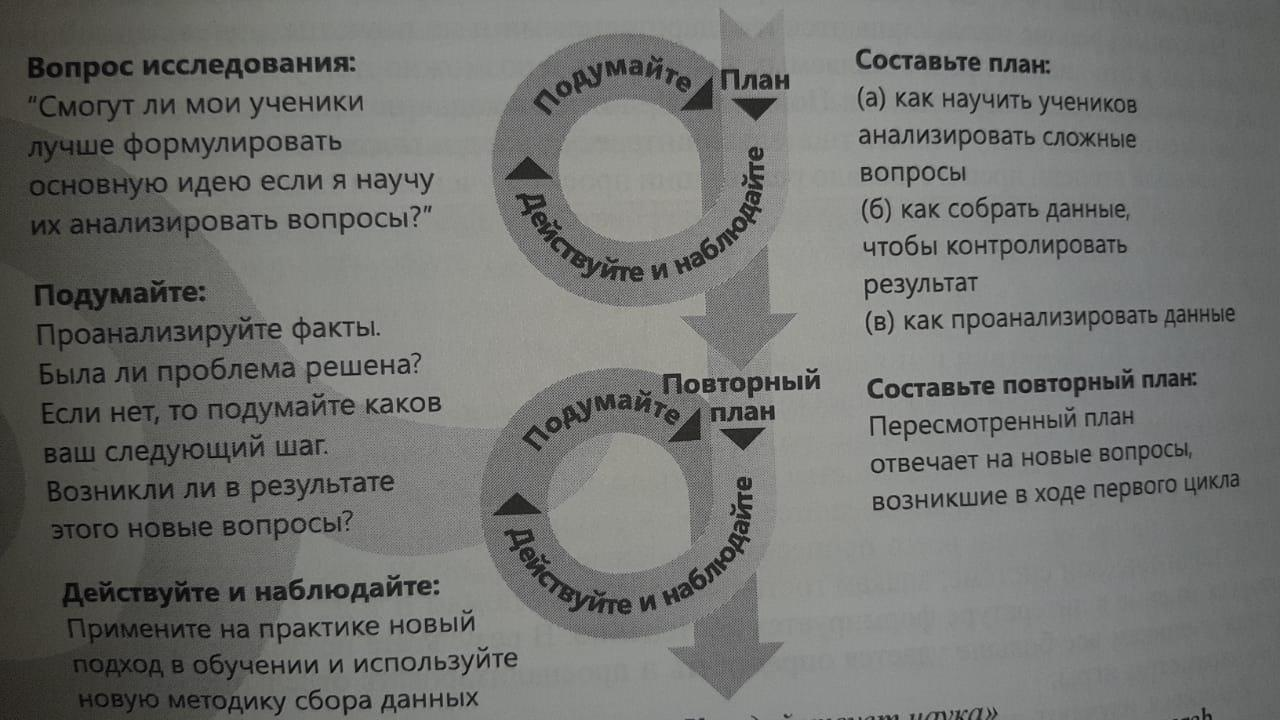 Вопрос исследования:
“Смогут ли мои ученики
лучше формулировать
основную идею если я научу
их анализировать вопросы?”
Подумайте:
Проанализируйте факты.
Была ли проблема решена?
Если нет, то подумайте каков
ваш следующий шаг.
Возникли ли в результате
этого новые вопросы?
Действуйте и наблюдайте:
Примените на практике новый
подход в обучении и используйте
новую методику сбора данных
Подумайте
План
Действуйте и наблюдайте
Повторный
план
Подумайте
Действуйте и наблюдайте
Составьте план:
(а) как научить учеников
анализировать сложные
вопросы
(б) как собрать данные,
чтобы контролировать
результат
(в) как проанализировать данные
Составьте повторный план:
Пересмотренный план
отвечает на новые вопросы,
возникшие в ходе первого цикла
наука»